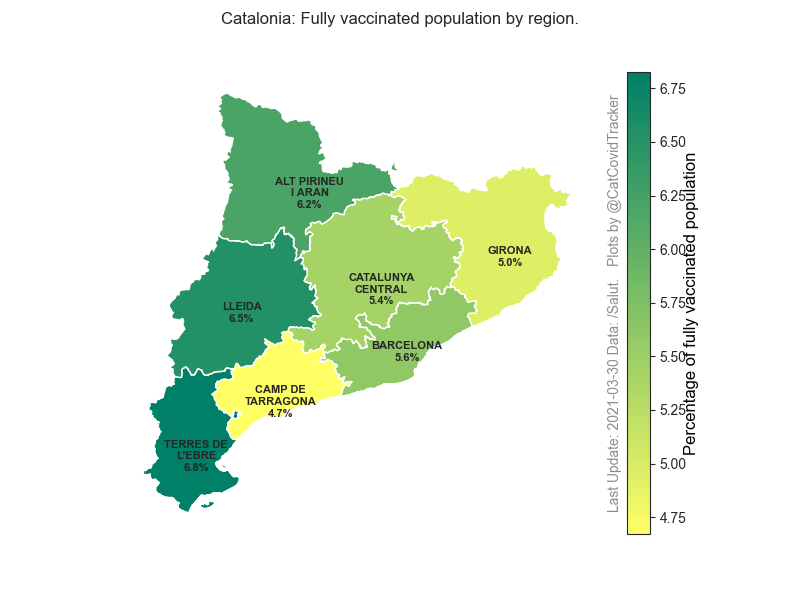 Catalonia: Fully vaccinated population by region.
ALT PIRINEU
I ARAN
6.2%
GIRONA
5.0%
CATALUNYA
CENTRAL
5.4%
LLEIDA
6.5%
BARCELONA
5.6%
CAMP DE
TARRAGONA
4.7%
TERRES DE
L'EBRE
6.8%
Last Update: 2021-03-30 Data: /Salut.   Plots by @CatCovidTracker
6.75
6.50
6.25
6.00
5.75
5.50
5.25
5.00
4.75
Percentage of fully vaccinated population